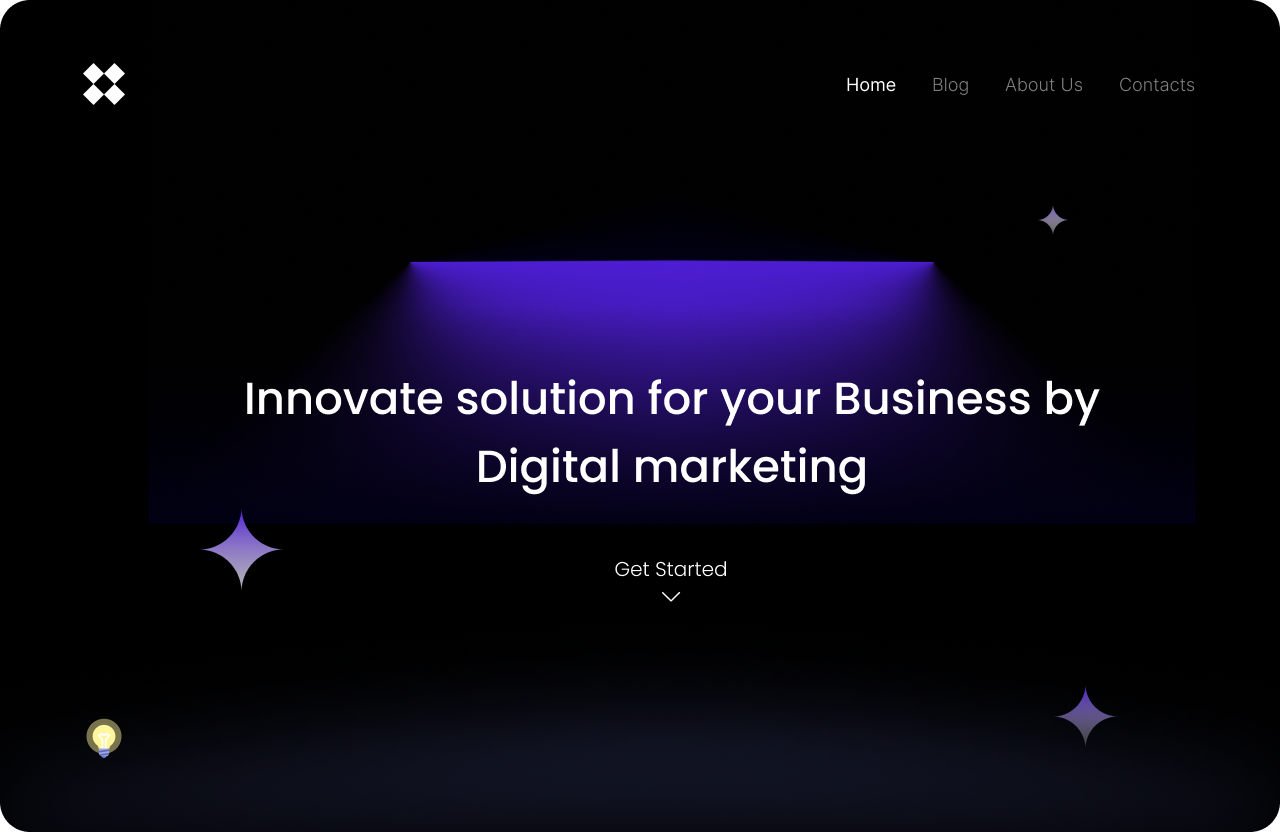 Home Blog About Us Contacts
Innovate solution for your Business by
Digital marketing
Get Started